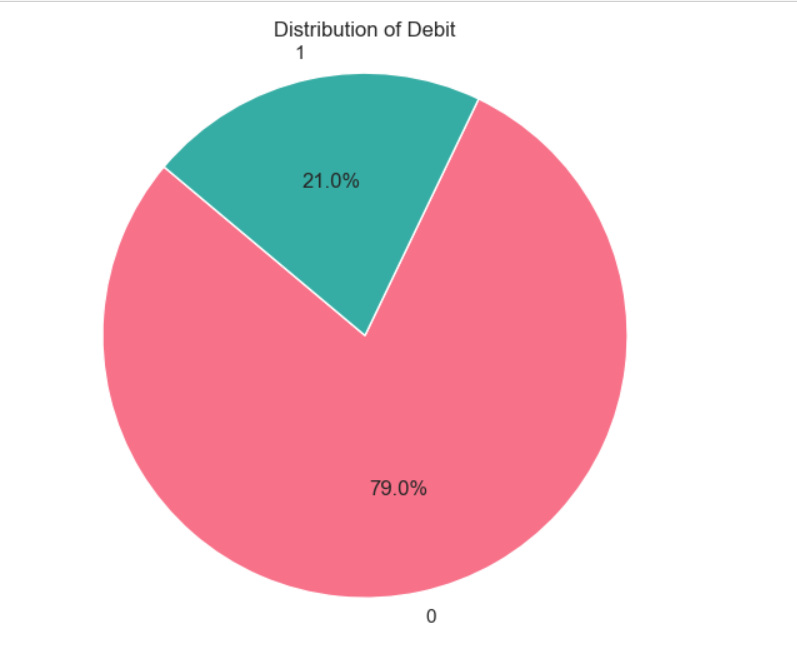 Distribution of Debit
1
21.0%
79.0%
0